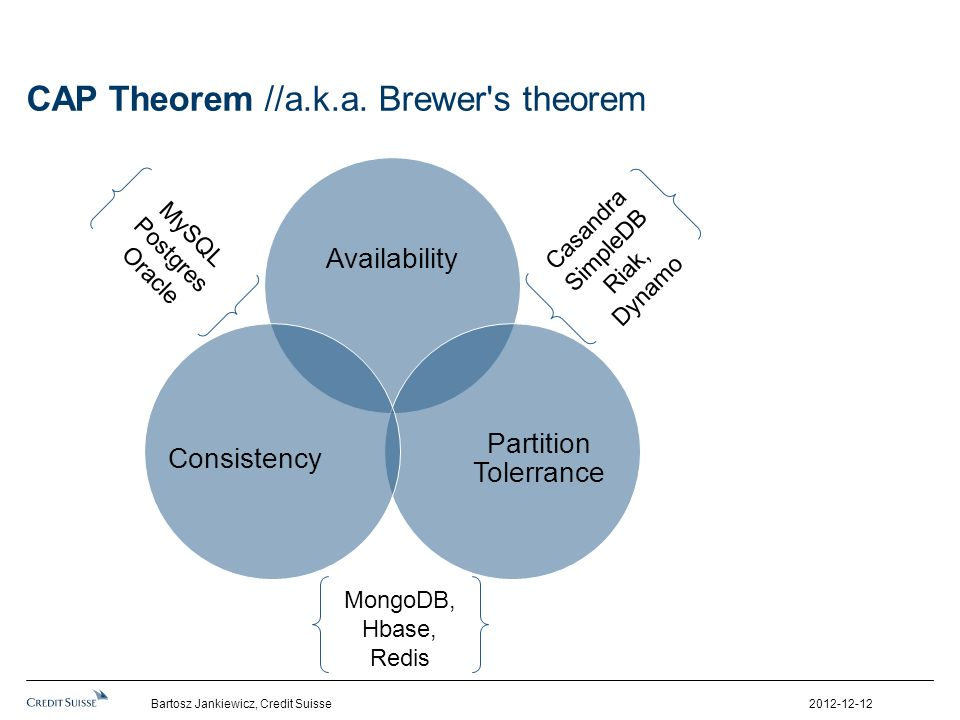 CAP Theorem //a.k.a. Brewer's theorem
MySQL
Postgres
Oracle
Availability
Casandra
SimpleDB
Riak,
Dynamo
Consistency
Partition
Tolerrance
MongoDB,
Hbase,
Redis
CREDIT SUISSE
Bartosz Jankiewicz, Credit Suisse
2012-12-12